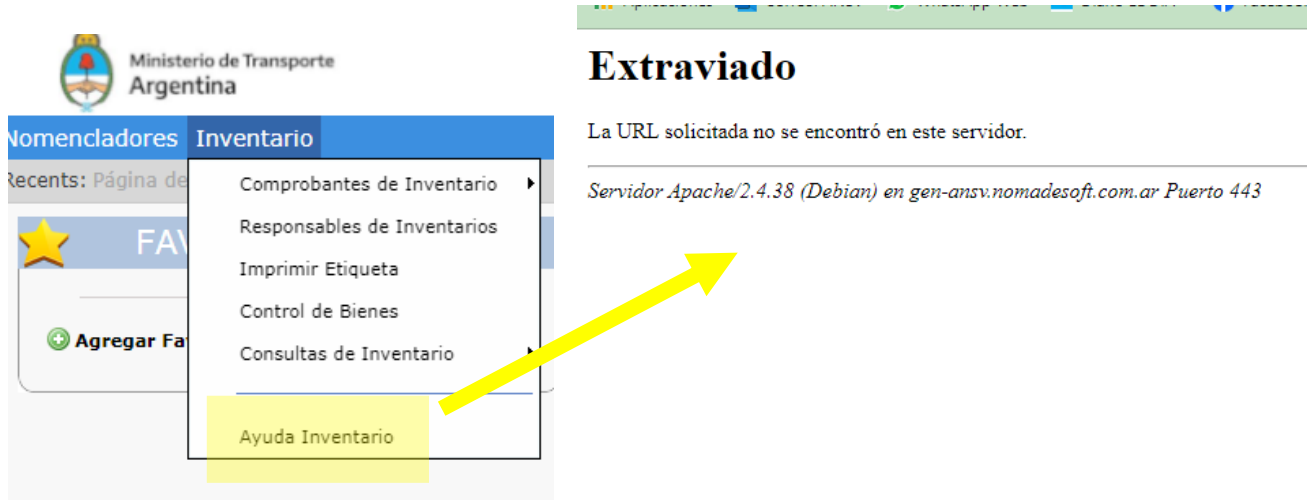 Ministerio de Transporte
Argentina
Nomencladores Inventario
Recents: Página de
FAV
Agregar Fa
Comprobantes de Inventario
Responsables de Inventarios
Imprimir Etiqueta
Control de Bienes
Consultas de Inventario
Ayuda Inventario
Extraviado
La URL solicitada no se encontró en este servidor.
Servidor Apache/2.4.38 (Debian) en gen-ansv.nomadesoft.com.ar Puerto 443